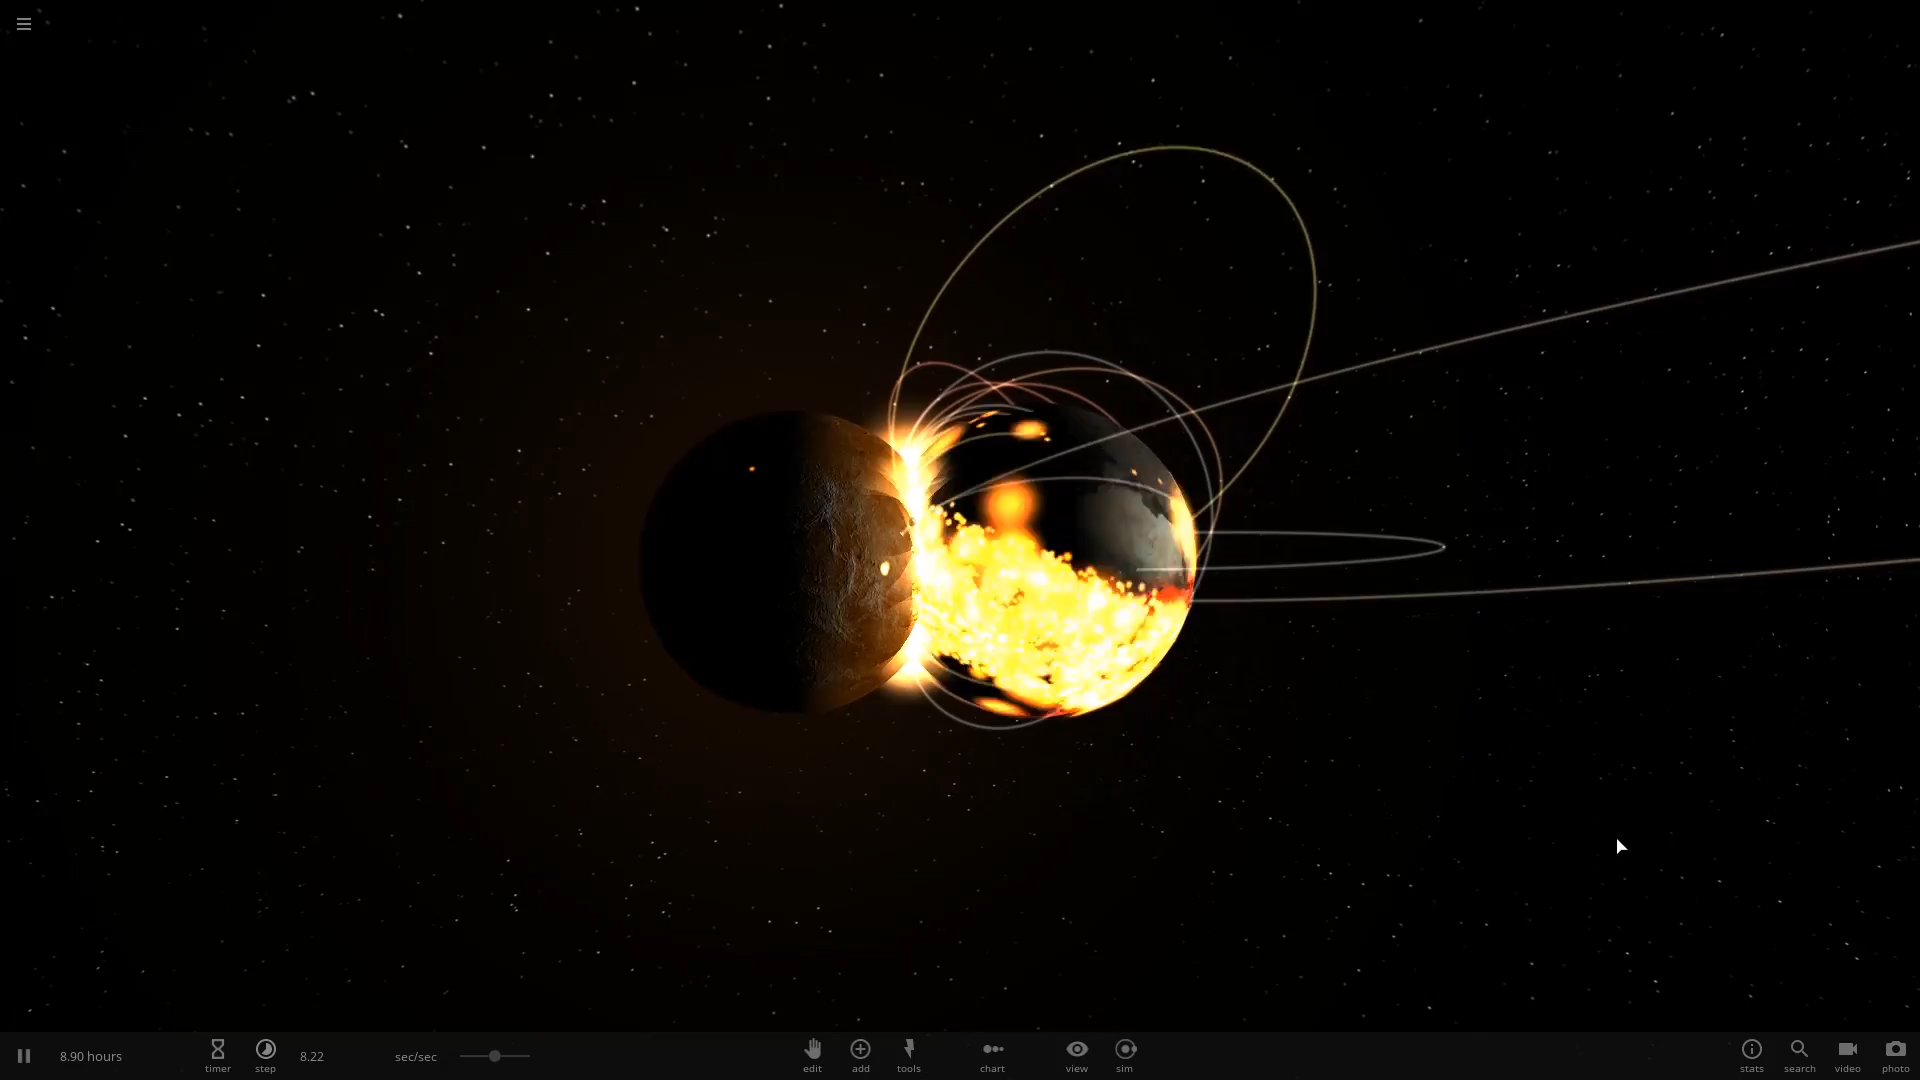 8.90 hours
timer
step
8.22
sec/sec
edit
add
tools
chart
view
sim
stats
search
video
photo